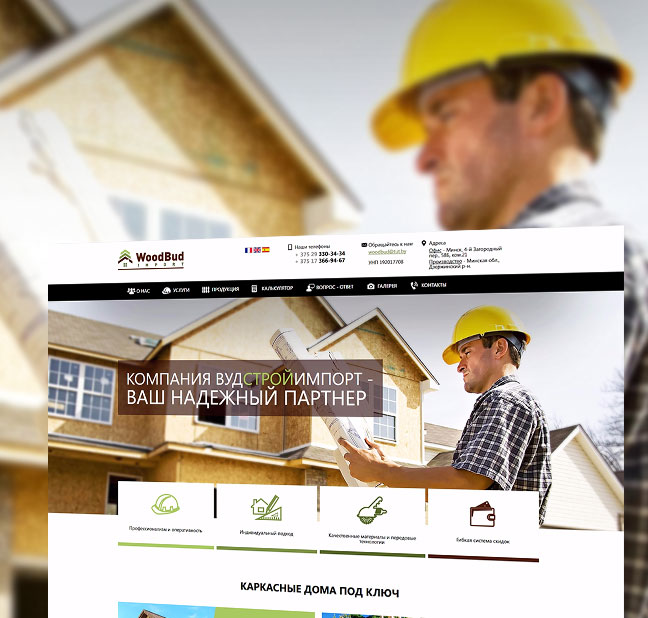 WoodBud
IMPORT
Наши телефоны
+ 375 29 330-34-34
+ 375 17 366-94-67
Обращайтесь к нам
woodbud@tut.by
УНП 192017708
Адреса
Офис - Минск, 4-й Загородный
пер., 58Б, ком.21
Производство - Минская обл.,
Дзержинский р-н.
О НАС УСЛУГИ ПРОДУКЦИЯ КАЛЬКУЛЯТОР ВОПРОС - ОТВЕТ ГАЛЕРЕЯ КОНТАКТЫ
КОМПАНИЯ ВУДСТРОЙИМПОРТ -
ВАШ НАДЕЖНЫЙ ПАРТНЕР
Профессионализм и оперативность
Индивидуальный подход
Качественные материалы и передовые
технологии
Гибкая система скидок
КАРКАСНЫЕ ДОМА ПОД КЛЮЧ